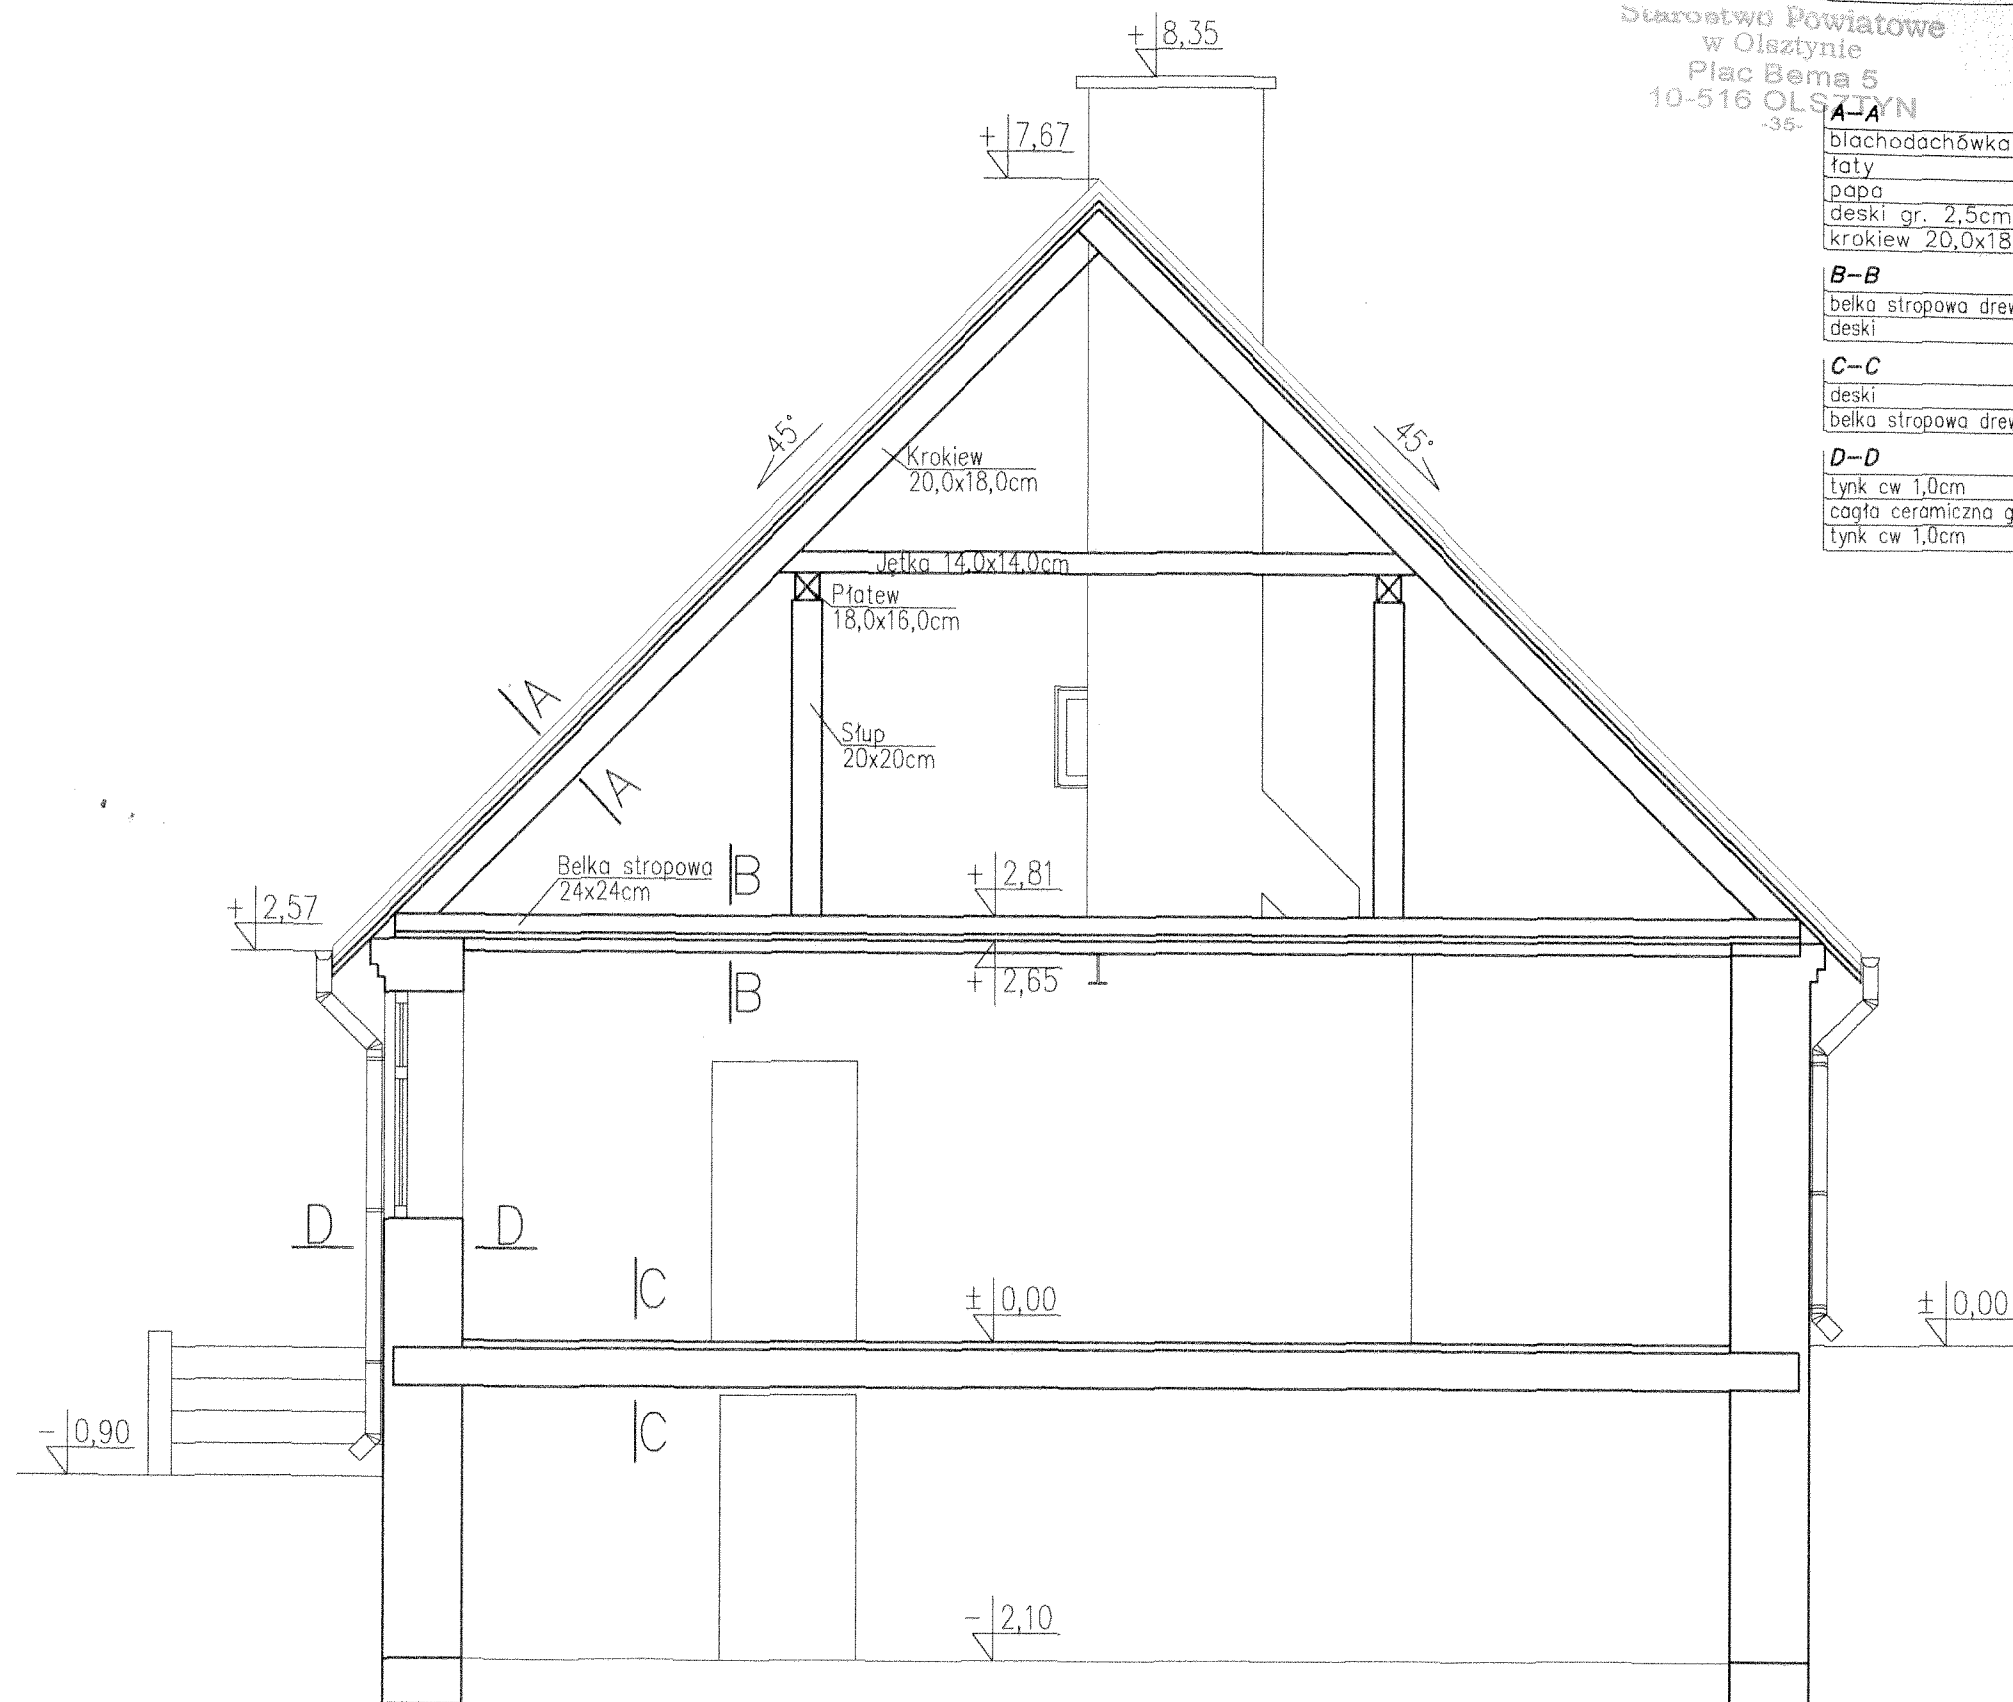 Starostwo Powiatowe
w Olsztynie
Plac Bema 5
10-516 OLSZTYN
-35-
+ 8,35
+ 7,67
A-A
blachodachówka
łaty
papa
deski gr. 2,5cm
krokiew 20,0x18
B-B
belka stropowa drew
deski
C-C
deski
belka stropowa drew
D-D
tynk cw 1,0cm
cagła ceramiczna g
tynk cw 1,0cm
45°
45°
Krokiew
20,0x18,0cm
Jętka 14,0x14,0cm
Płatew
18,0x16,0cm
A
Słup
20x20cm
A
Belka stropowa
24x24cm
B
+ 2,81
+ 2,57
B
+ 2,65
D
D
C
± 0,00
± 0,00
C
- 0,90
- 2,10